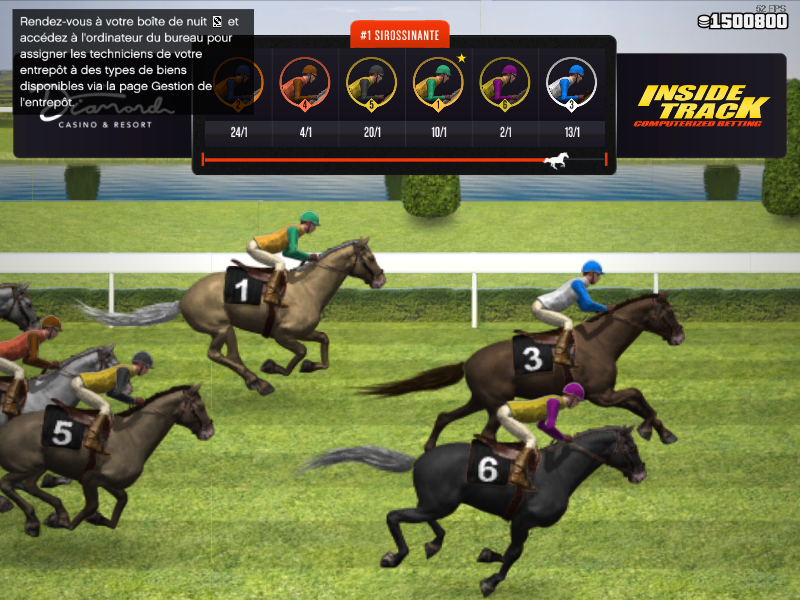 Rendez-vous à votre boîte de nuit et
accédez à l'ordinateur du bureau pour
assigner les techniciens de votre
entrepôt à des types de biens
disponibles via la page Gestion de
l'entrepôt.
52 FPS
1500800
#1 SIROSSINANTE
2 4 5 1 6 3
24/1 4/1 20/1 10/1 2/1 13/1
Diamond
CASINO & RESORT
INSIDE
TRACK
COMPUTERIZED BETTING
1
3
5
6